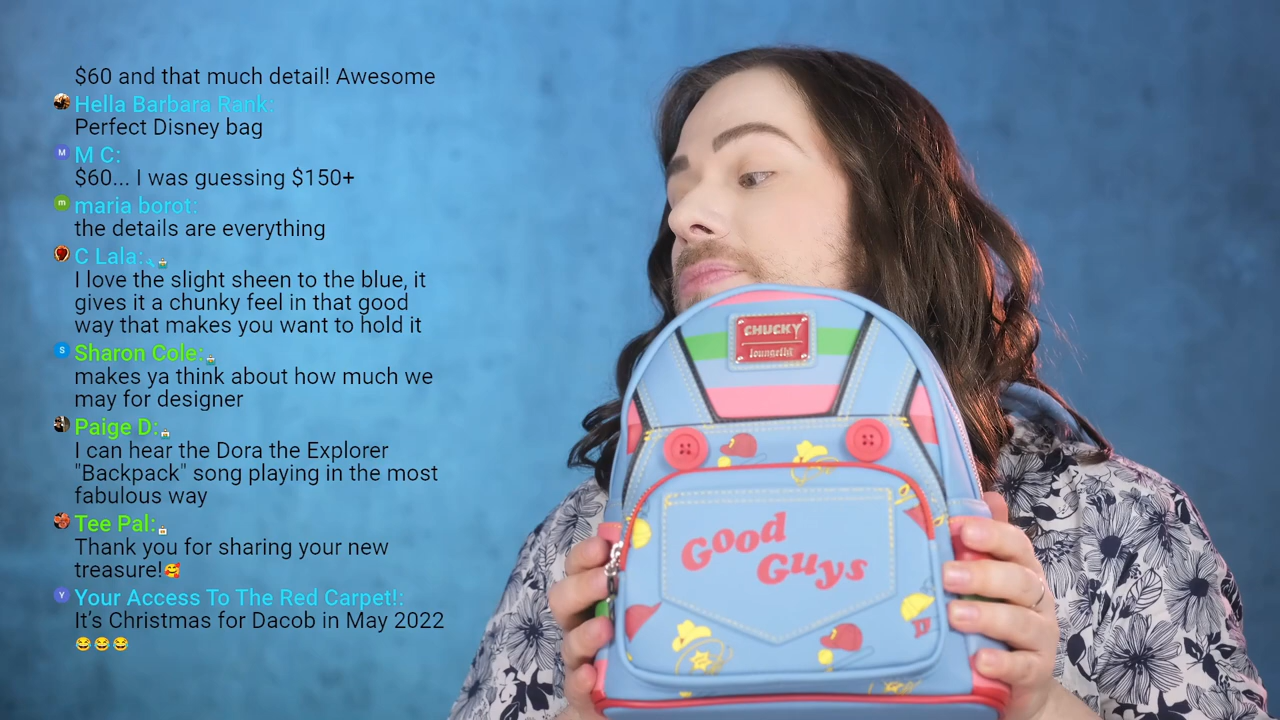 $60 and that much detail! Awesome
Hella Barbara Rank:
Perfect Disney bag
M C:
$60... I was guessing $150+
maria borot:
the details are everything
C Lala:
I love the slight sheen to the blue, it
gives it a chunky feel in that good
way that makes you want to hold it
Sharon Cole:
makes ya think about how much we
may for designer
Paige D:
I can hear the Dora the Explorer
"Backpack" song playing in the most
fabulous way
Tee Pal:
Thank you for sharing your new
treasure!🥰
Your Access To The Red Carpet!:
It's Christmas for Dacob in May 2022
😂😂😂
CHUCKY
loungefly
Good
Guys